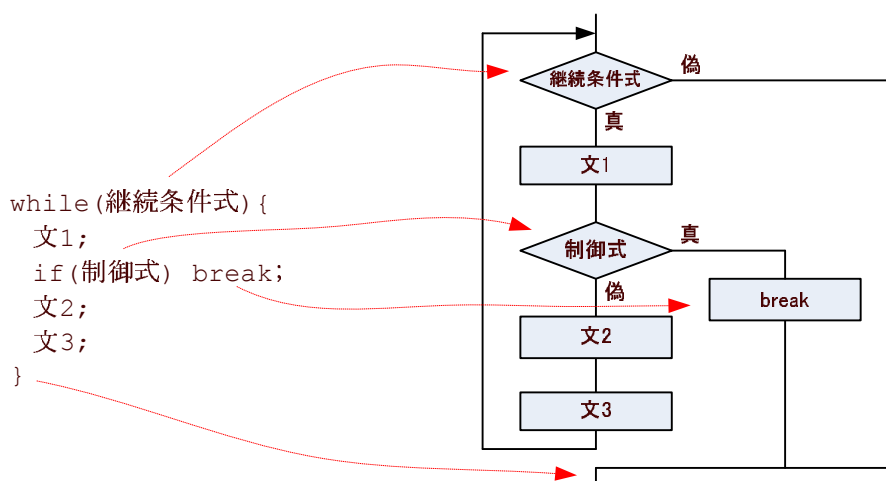 while(継続条件式){
文1;
if(制御式) break;
文2;
文3;
}
継続条件式
偽
真
文1
制御式
真
偽
break
文2
文3